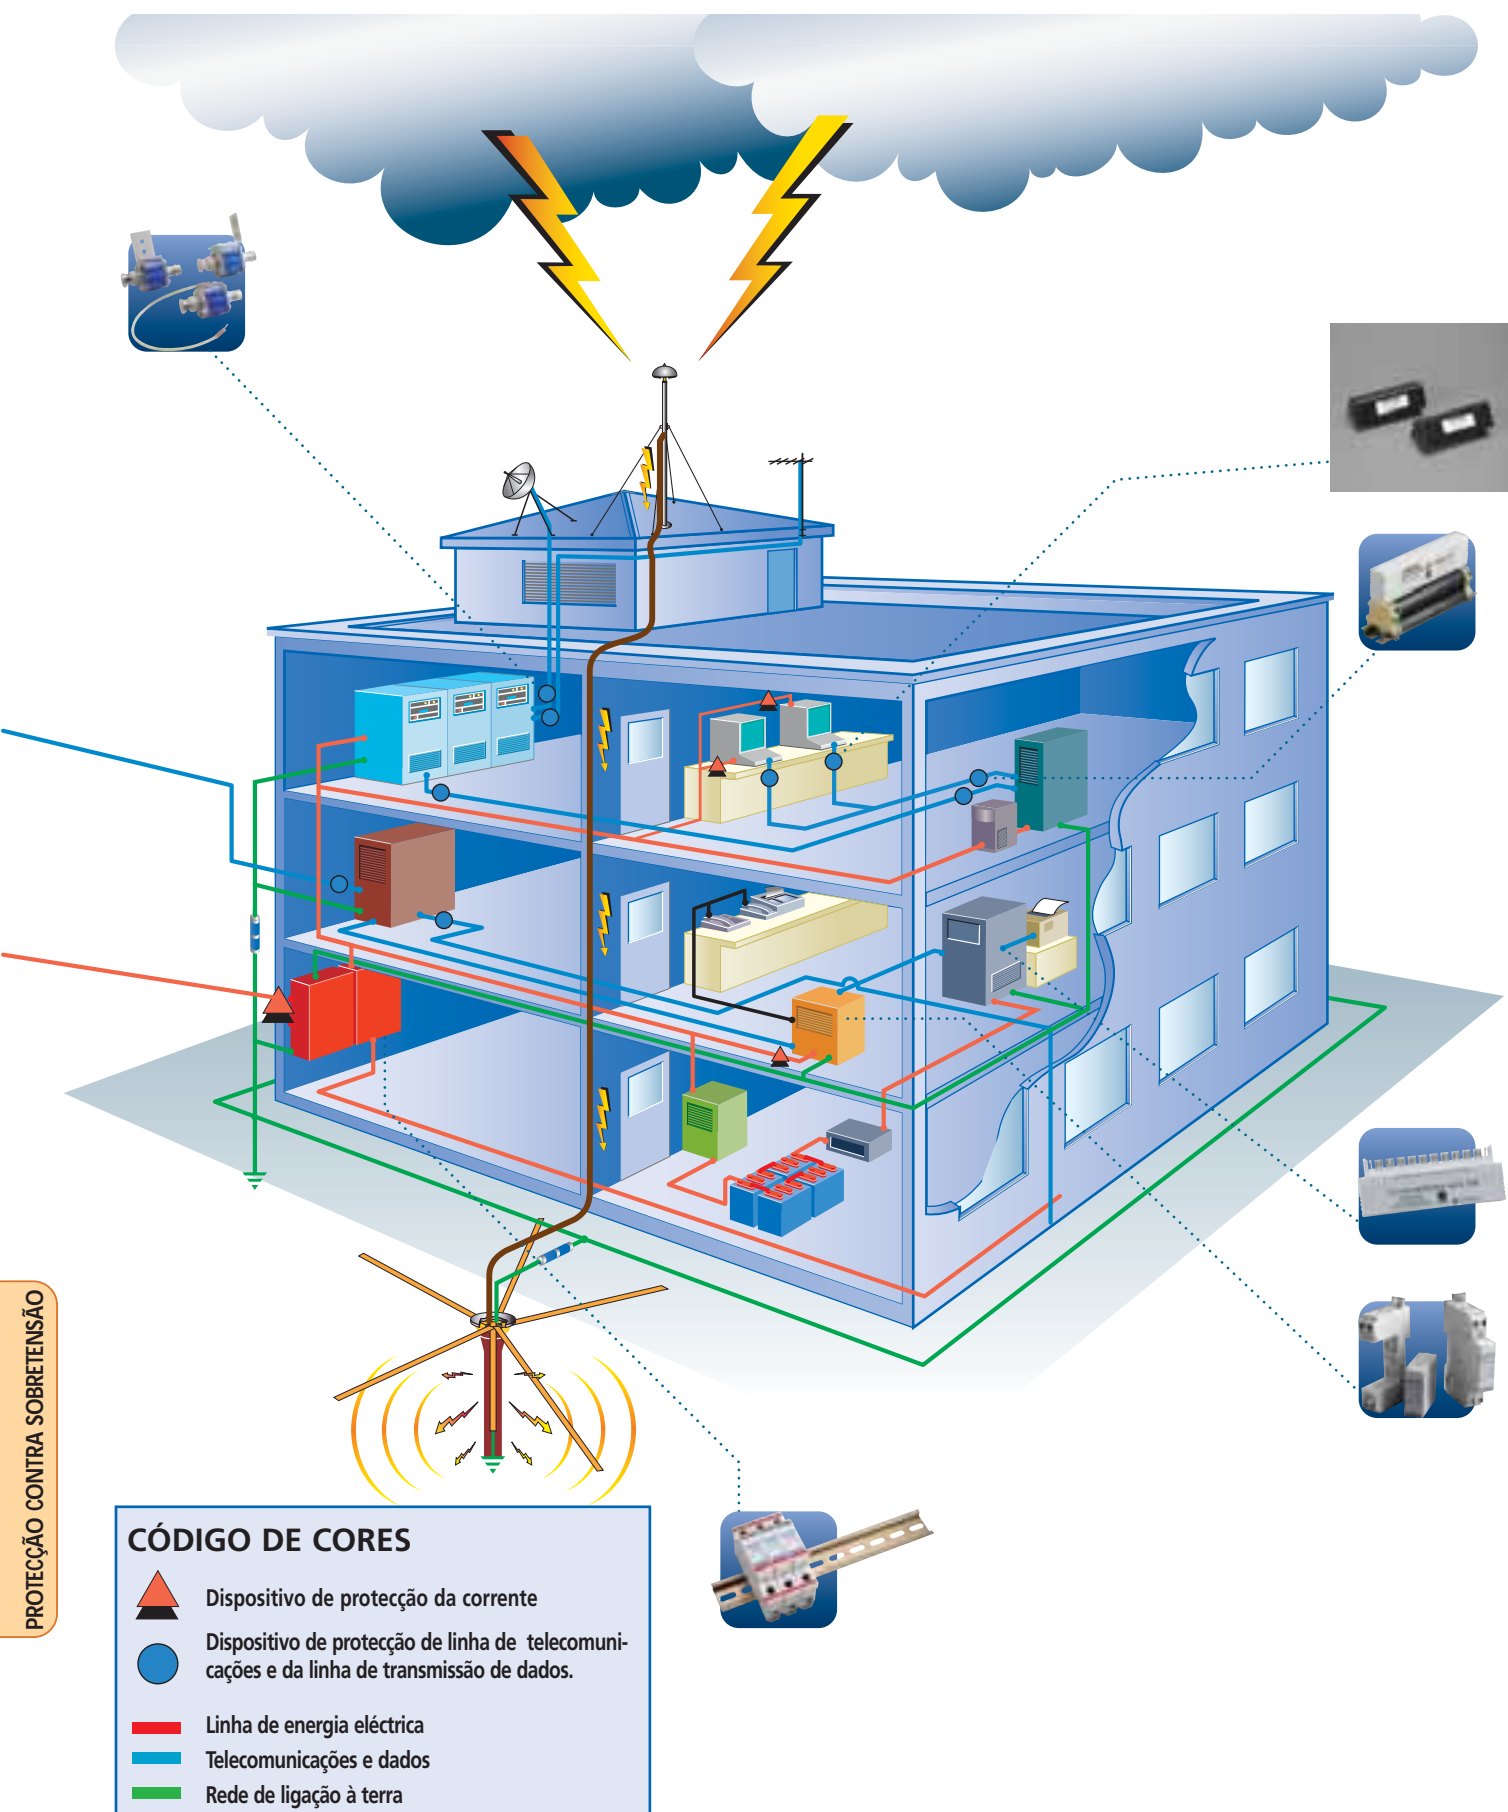 PROTECÇÃO CONTRA SOBRETENSÃO
CÓDIGO DE CORES
Dispositivo de protecção da corrente
Dispositivo de protecção de linha de telecomuni-
cações e da linha de transmissão de dados.
Linha de energia eléctrica
Telecomunicações e dados
Rede de ligação à terra